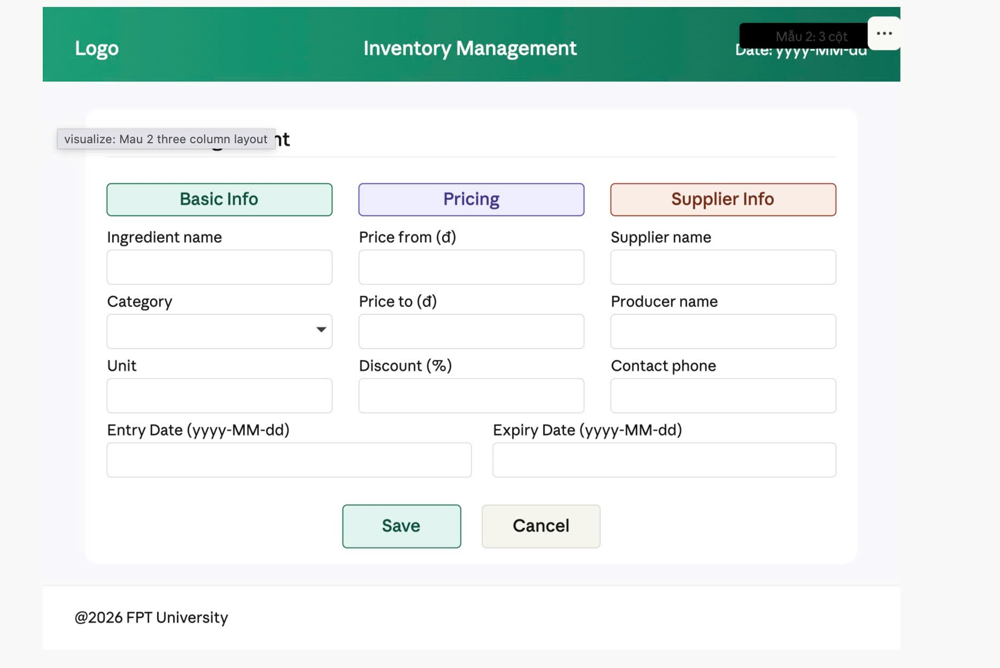 Logo
Inventory Management
Mẫu 2: 3 cột
Date: yyyy-MM-dd
visualize: Mau 2 three column layout
Basic Info
Pricing
Supplier Info
Ingredient name
Price from (đ)
Supplier name
Category
Price to (đ)
Producer name
Unit
Discount (%)
Contact phone
Entry Date (yyyy-MM-dd)
Expiry Date (yyyy-MM-dd)
Save
Cancel
@2026 FPT University